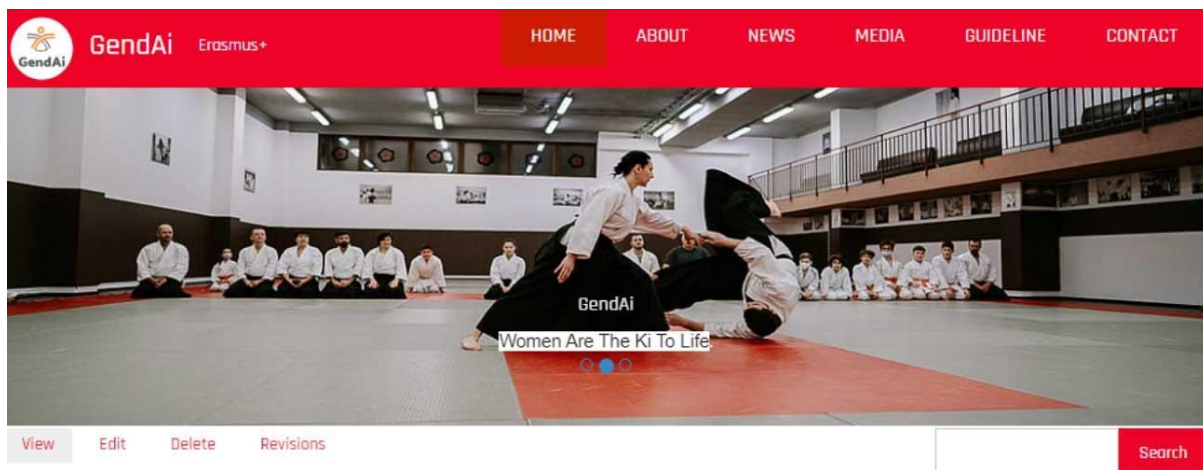 GendAi
GendAi Erasmus+ HOME ABOUT NEWS MEDIA GUIDELINE CONTACT
GendAi
Women Are The Ki To Life
View Edit Delete Revisions Search